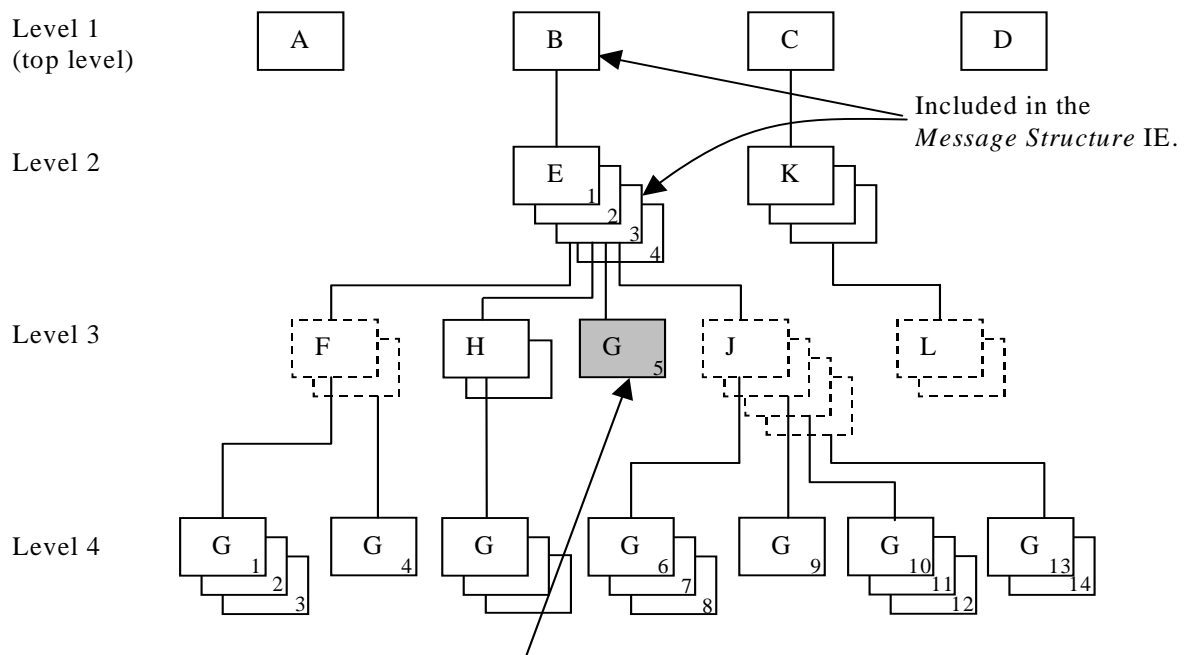 Level 1
(top level)
A
B
C
D
Included in the
Message Structure IE.
Level 2
E
1
2
3
4
K
Level 3
F
H
G
5
J
L
Level 4
G
1
2
3
G
4
G
G
6
7
8
G
9
G
10
11
12
G
13
14